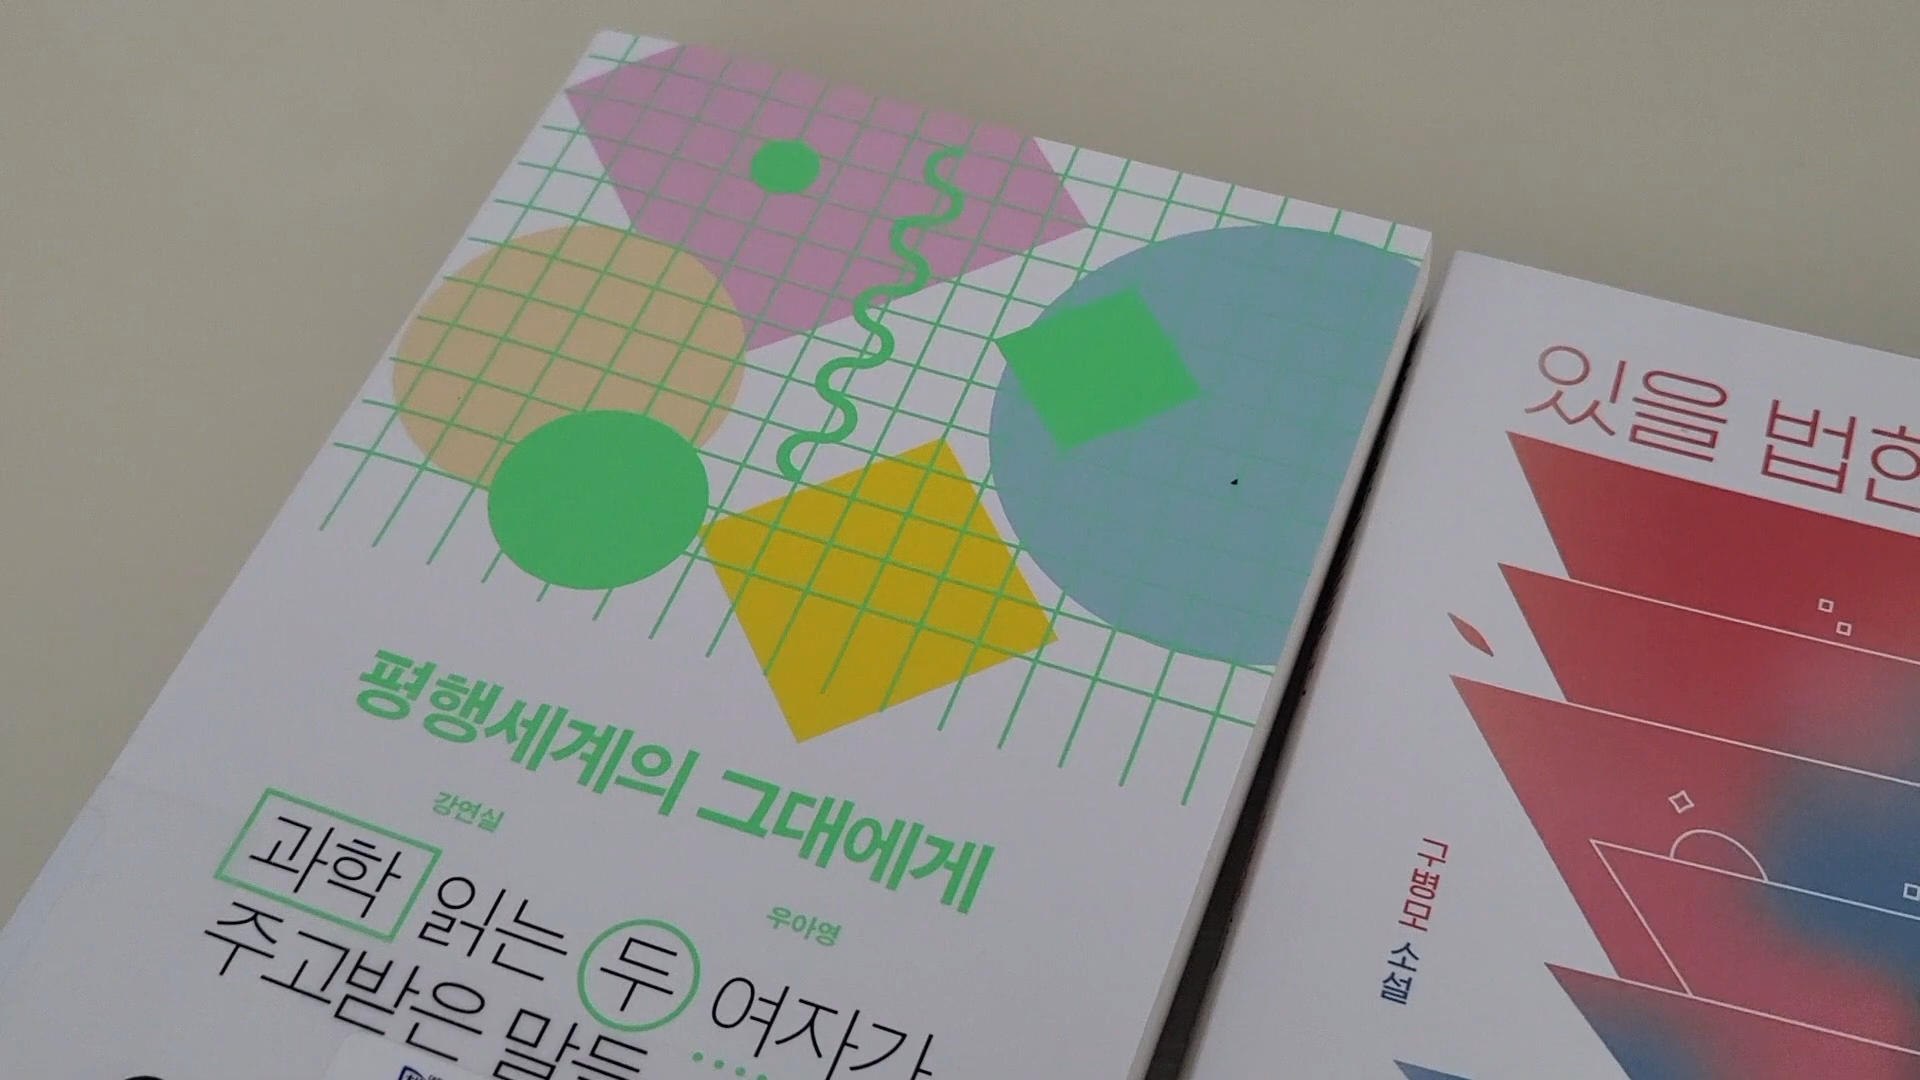 평행세계의 그대에게
강연실
우아영
과학 읽는 두 여자가
주고받은 말들
있을 법한
구병모 소설